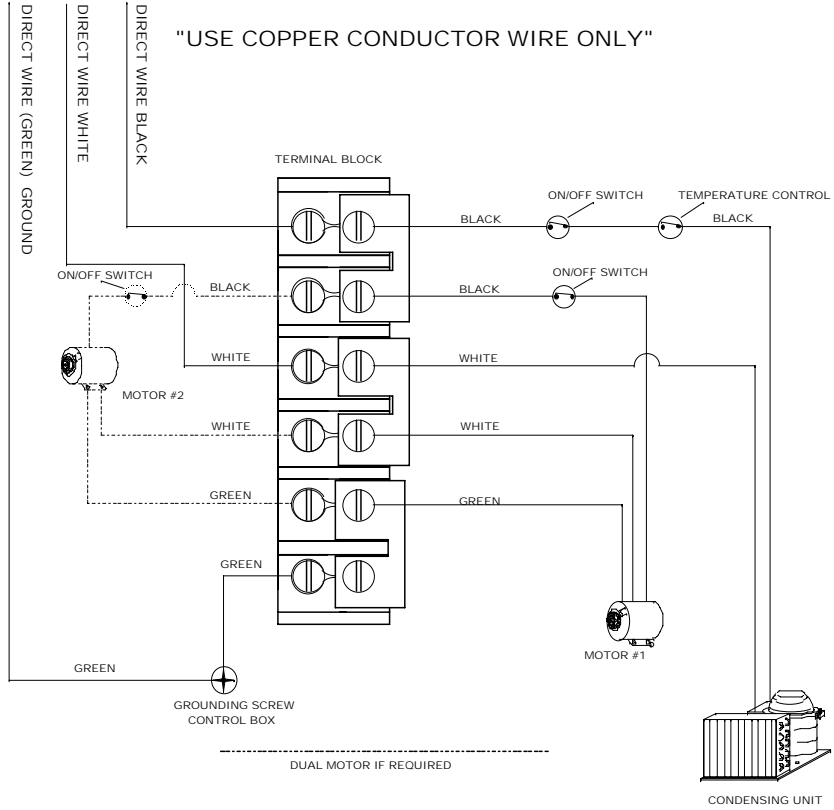 DIRECT WIRE (GREEN) GROUND
DIRECT WIRE WHITE
DIRECT WIRE BLACK
"USE COPPER CONDUCTOR WIRE ONLY"
TERMINAL BLOCK
ON/OFF SWITCH
TEMPERATURE CONTROL
BLACK
BLACK
ON/OFF SWITCH
ON/OFF SWITCH
BLACK
BLACK
WHITE
WHITE
MOTOR #2
WHITE
WHITE
GREEN
GREEN
GREEN
MOTOR #1
GREEN
GROUNDING SCREW
CONTROL BOX
DUAL MOTOR IF REQUIRED
CONDENSING UNIT